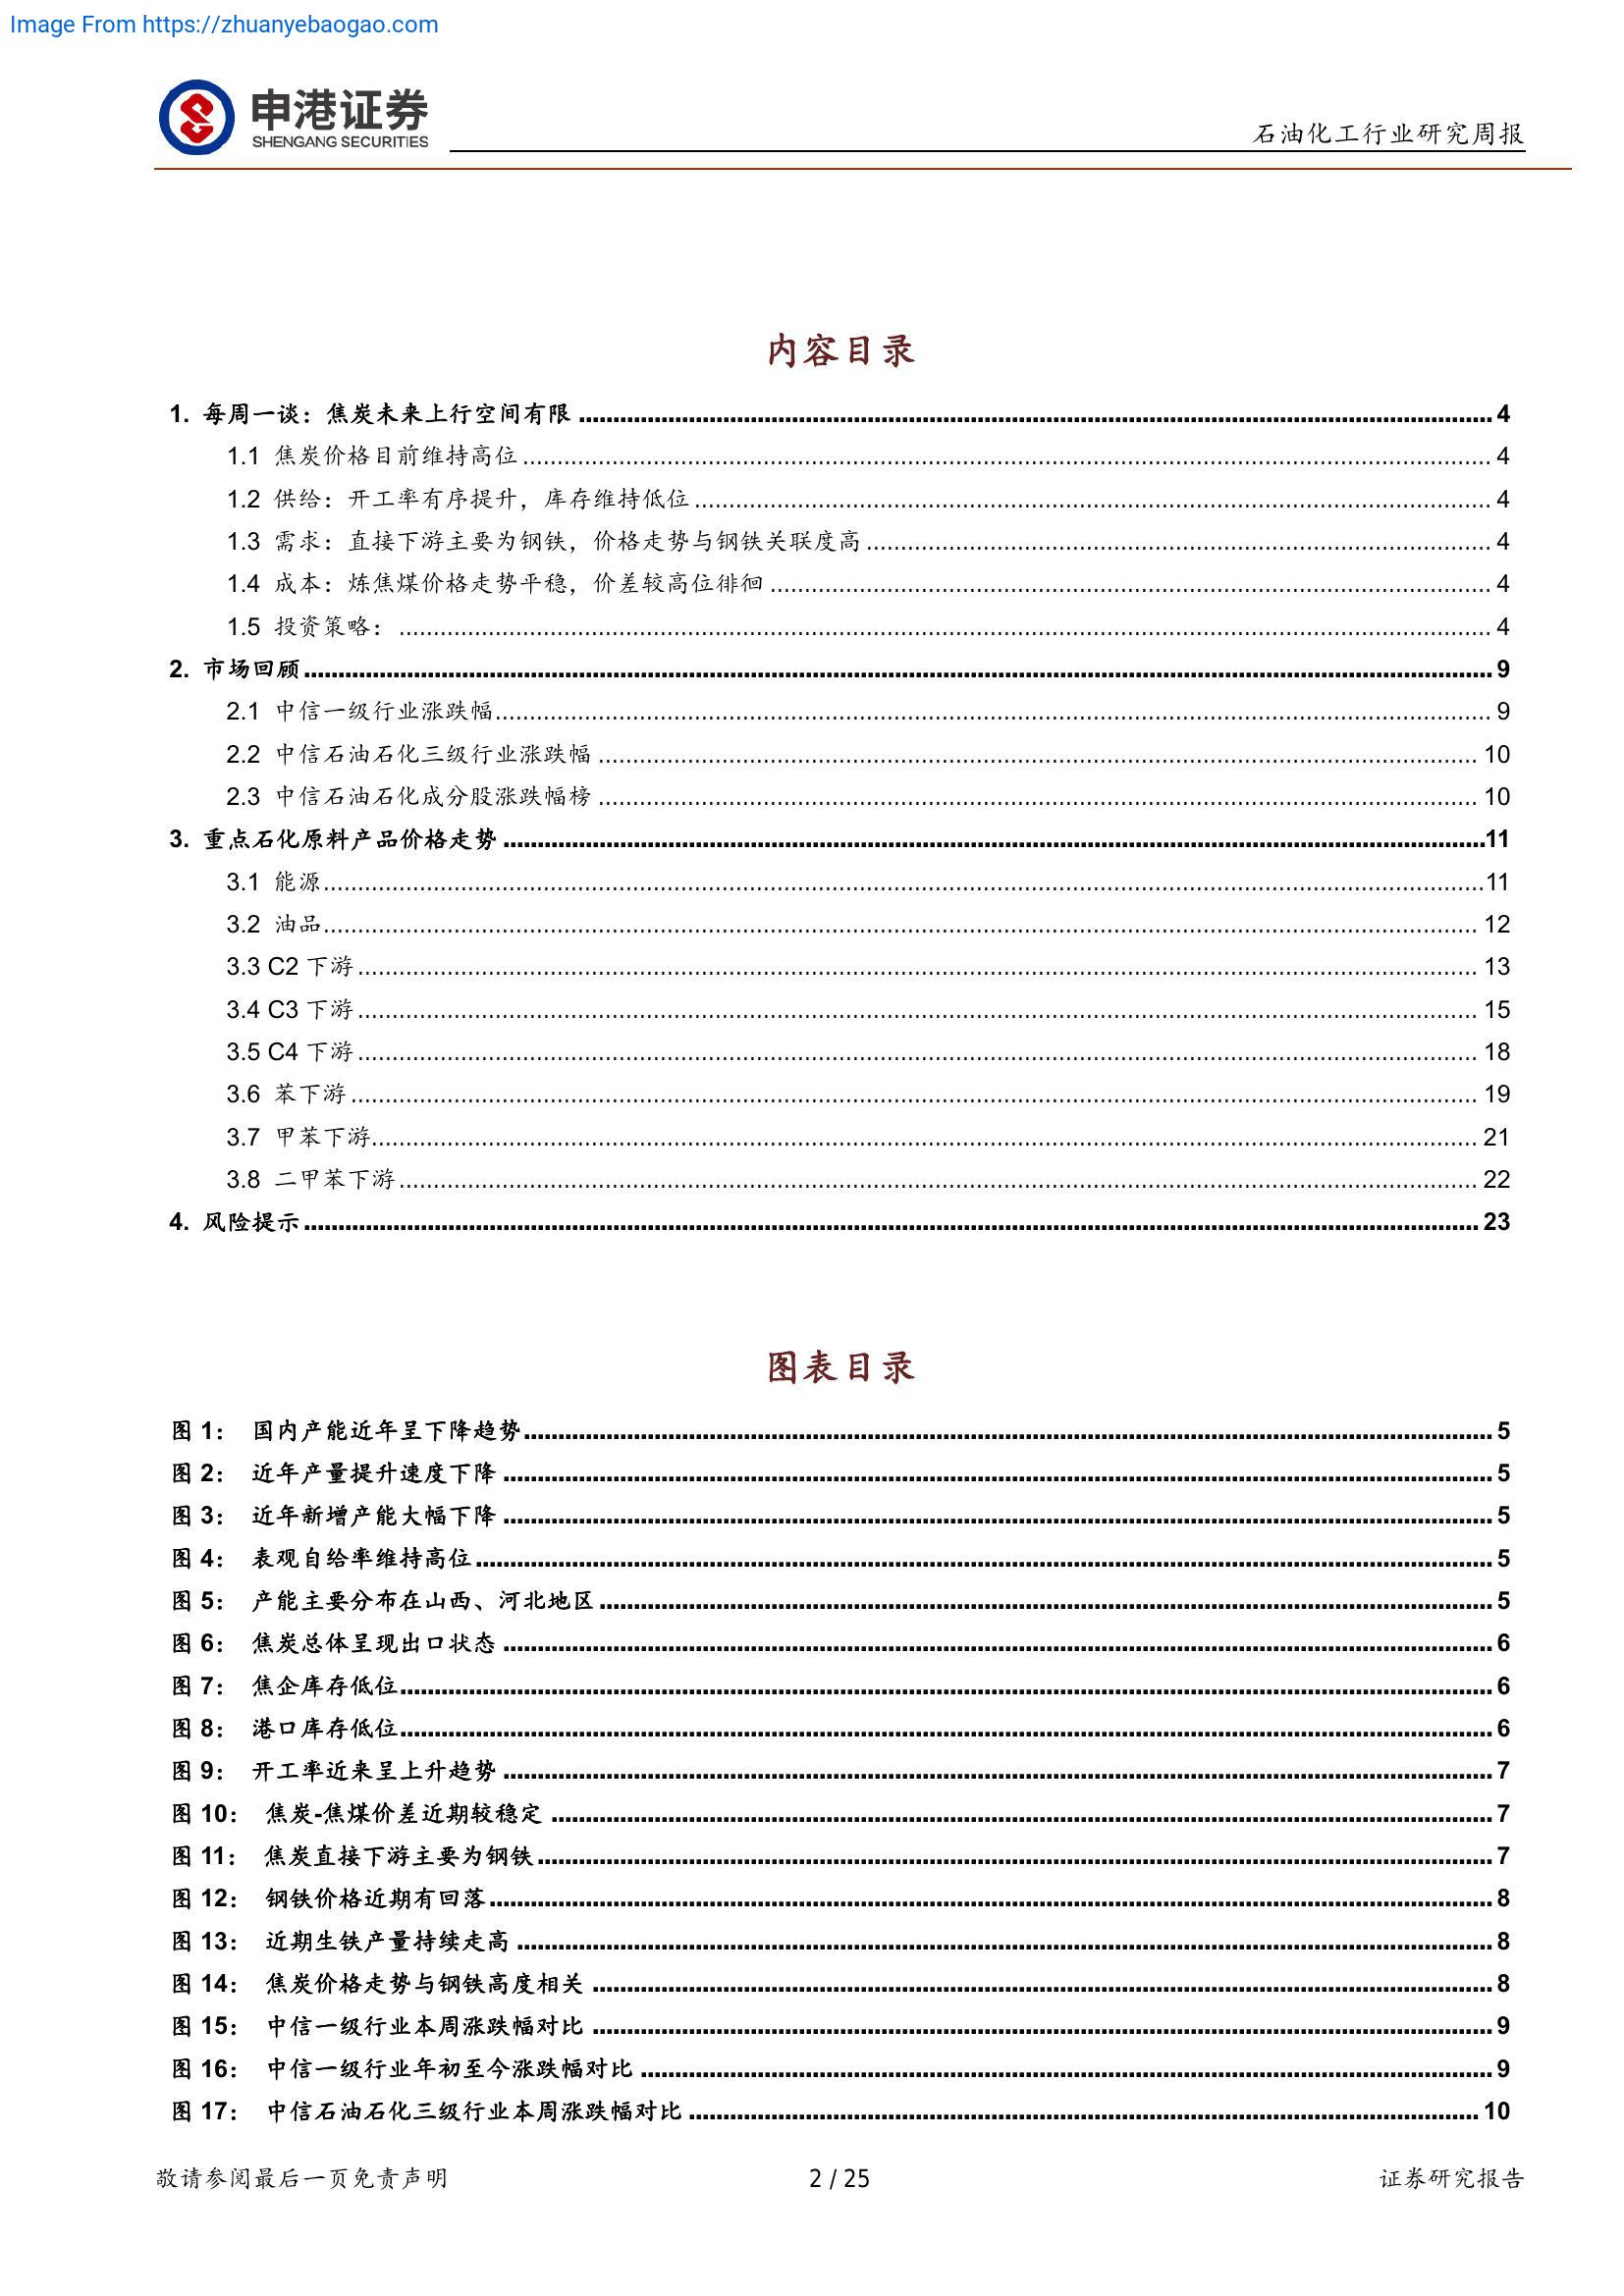 Image From https://zhuanyebaogao.com
申港证券
SHENGANG SECURITIES
石油化工行业研究周报
内容目录
1. 每周一谈：焦炭未来上行空间有限 4
1.1 焦炭价格目前维持高位 4
1.2 供给：开工率有序提升，库存维持低位 4
1.3 需求：直接下游主要为钢铁，价格走势与钢铁关联度高 4
1.4 成本：炼焦煤价格走势平稳，价差较高位徘徊 4
1.5 投资策略： 4
2. 市场回顾 9
2.1 中信一级行业涨跌幅 9
2.2 中信石油石化三级行业涨跌幅 10
2.3 中信石油石化成分股涨跌幅榜 10
3. 重点石化原料产品价格走势 11
3.1 能源 11
3.2 油品 12
3.3 C2 下游 13
3.4 C3 下游 15
3.5 C4 下游 18
3.6 苯下游 19
3.7 甲苯下游 21
3.8 二甲苯下游 22
4. 风险提示 23
图表目录
图 1： 国内产能近年呈下降趋势 5
图 2： 近年产量提升速度下降 5
图 3： 近年新增产能大幅下降 5
图 4： 表观自给率维持高位 5
图 5： 产能主要分布在山西、河北地区 5
图 6： 焦炭总体呈现出口状态 6
图 7： 焦企库存低位 6
图 8： 港口库存低位 6
图 9： 开工率近来呈上升趋势 7
图 10： 焦炭-焦煤价差近期较稳定 7
图 11： 焦炭直接下游主要为钢铁 7
图 12： 钢铁价格近期有回落 8
图 13： 近期生铁产量持续走高 8
图 14： 焦炭价格走势与钢铁高度相关 8
图 15： 中信一级行业本周涨跌幅对比 9
图 16： 中信一级行业年初至今涨跌幅对比 9
图 17： 中信石油石化三级行业本周涨跌幅对比 10
敬请参阅最后一页免责声明 2 / 25 证券研究报告